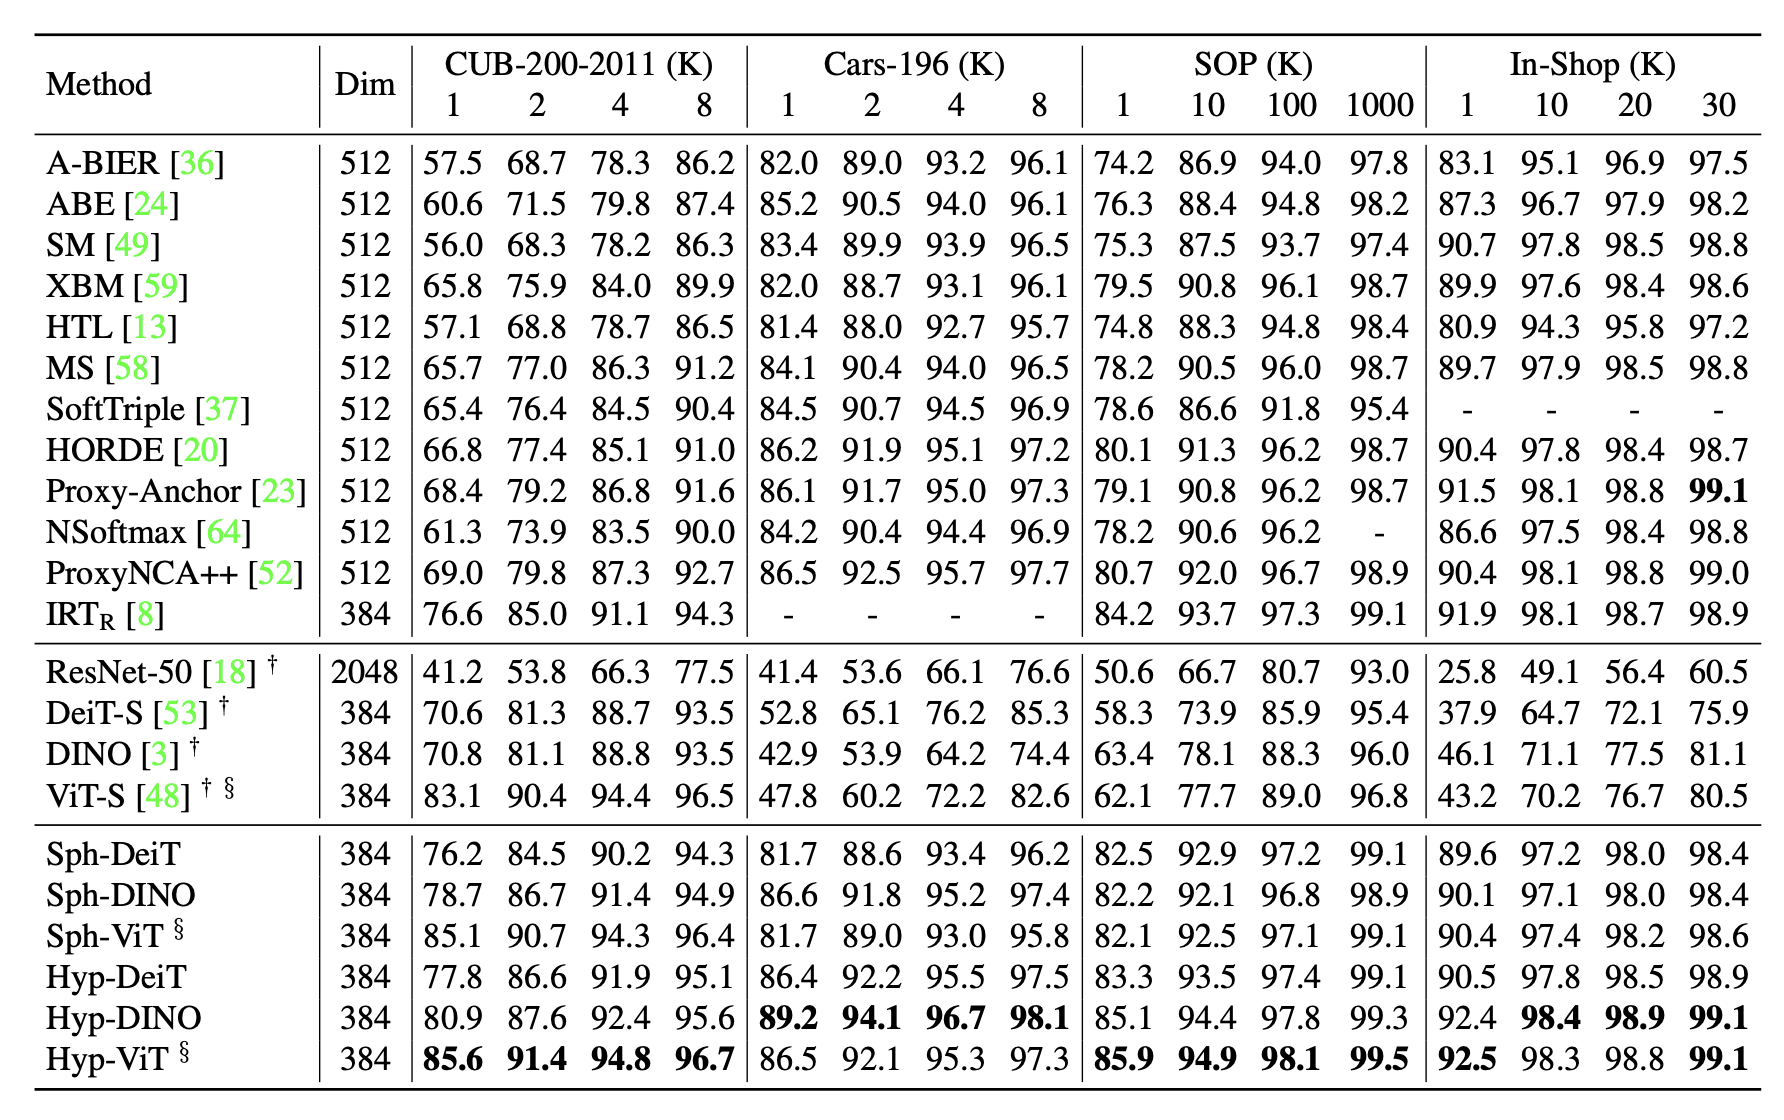 Method Dim CUB-200-2011 (K) Cars-196 (K) SOP (K) In-Shop (K)
1 2 4 8 1 2 4 8 1 10 100 1000 1 10 20 30
A-BIER [36] 512 57.5 68.7 78.3 86.2 82.0 89.0 93.2 96.1 74.2 86.9 94.0 97.8 83.1 95.1 96.9 97.5
ABE [24] 512 60.6 71.5 79.8 87.4 85.2 90.5 94.0 96.1 76.3 88.4 94.8 98.2 87.3 96.7 97.9 98.2
SM [49] 512 56.0 68.3 78.2 86.3 83.4 89.9 93.9 96.5 75.3 87.5 93.7 97.4 90.7 97.8 98.5 98.8
XBM [59] 512 65.8 75.9 84.0 89.9 82.0 88.7 93.1 96.1 79.5 90.8 96.1 98.7 89.9 97.6 98.4 98.6
HTL [13] 512 57.1 68.8 78.7 86.5 81.4 88.0 92.7 95.7 74.8 88.3 94.8 98.4 80.9 94.3 95.8 97.2
MS [58] 512 65.7 77.0 86.3 91.2 84.1 90.4 94.0 96.5 78.2 90.5 96.0 98.7 89.7 97.9 98.5 98.8
SoftTriple [37] 512 65.4 76.4 84.5 90.4 84.5 90.7 94.5 96.9 78.6 86.6 91.8 95.4 - - - -
HORDE [20] 512 66.8 77.4 85.1 91.0 86.2 91.9 95.1 97.2 80.1 91.3 96.2 98.7 90.4 97.8 98.4 98.7
Proxy-Anchor [23] 512 68.4 79.2 86.8 91.6 86.1 91.7 95.0 97.3 79.1 90.8 96.2 98.7 91.5 98.1 98.8 99.1
NSoftmax [64] 512 61.3 73.9 83.5 90.0 84.2 90.4 94.4 96.9 78.2 90.6 96.2 - 86.6 97.5 98.4 98.8
ProxyNCA++ [52] 512 69.0 79.8 87.3 92.7 86.5 92.5 95.7 97.7 80.7 92.0 96.7 98.9 90.4 98.1 98.8 99.0
IRT_R [8] 384 76.6 85.0 91.1 94.3 - - - - 84.2 93.7 97.3 99.1 91.9 98.1 98.7 98.9
ResNet-50 [18] † 2048 41.2 53.8 66.3 77.5 41.4 53.6 66.1 76.6 50.6 66.7 80.7 93.0 25.8 49.1 56.4 60.5
DeiT-S [53] † 384 70.6 81.3 88.7 93.5 52.8 65.1 76.2 85.3 58.3 73.9 85.9 95.4 37.9 64.7 72.1 75.9
DINO [3] † 384 70.8 81.1 88.8 93.5 42.9 53.9 64.2 74.4 63.4 78.1 88.3 96.0 46.1 71.1 77.5 81.1
ViT-S [48] † § 384 83.1 90.4 94.4 96.5 47.8 60.2 72.2 82.6 62.1 77.7 89.0 96.8 43.2 70.2 76.7 80.5
Sph-DeiT 384 76.2 84.5 90.2 94.3 81.7 88.6 93.4 96.2 82.5 92.9 97.2 99.1 89.6 97.2 98.0 98.4
Sph-DINO 384 78.7 86.7 91.4 94.9 86.6 91.8 95.2 97.4 82.2 92.1 96.8 98.9 90.1 97.1 98.0 98.4
Sph-ViT § 384 85.1 90.7 94.3 96.4 81.7 89.0 93.0 95.8 82.1 92.5 97.1 99.1 90.4 97.4 98.2 98.6
Hyp-DeiT 384 77.8 86.6 91.9 95.1 86.4 92.2 95.5 97.5 83.3 93.5 97.4 99.1 90.5 97.8 98.5 98.9
Hyp-DINO 384 80.9 87.6 92.4 95.6 89.2 94.1 96.7 98.1 85.1 94.4 97.8 99.3 92.4 98.4 98.9 99.1
Hyp-ViT § 384 85.6 91.4 94.8 96.7 86.5 92.1 95.3 97.3 85.9 94.9 98.1 99.5 92.5 98.3 98.8 99.1